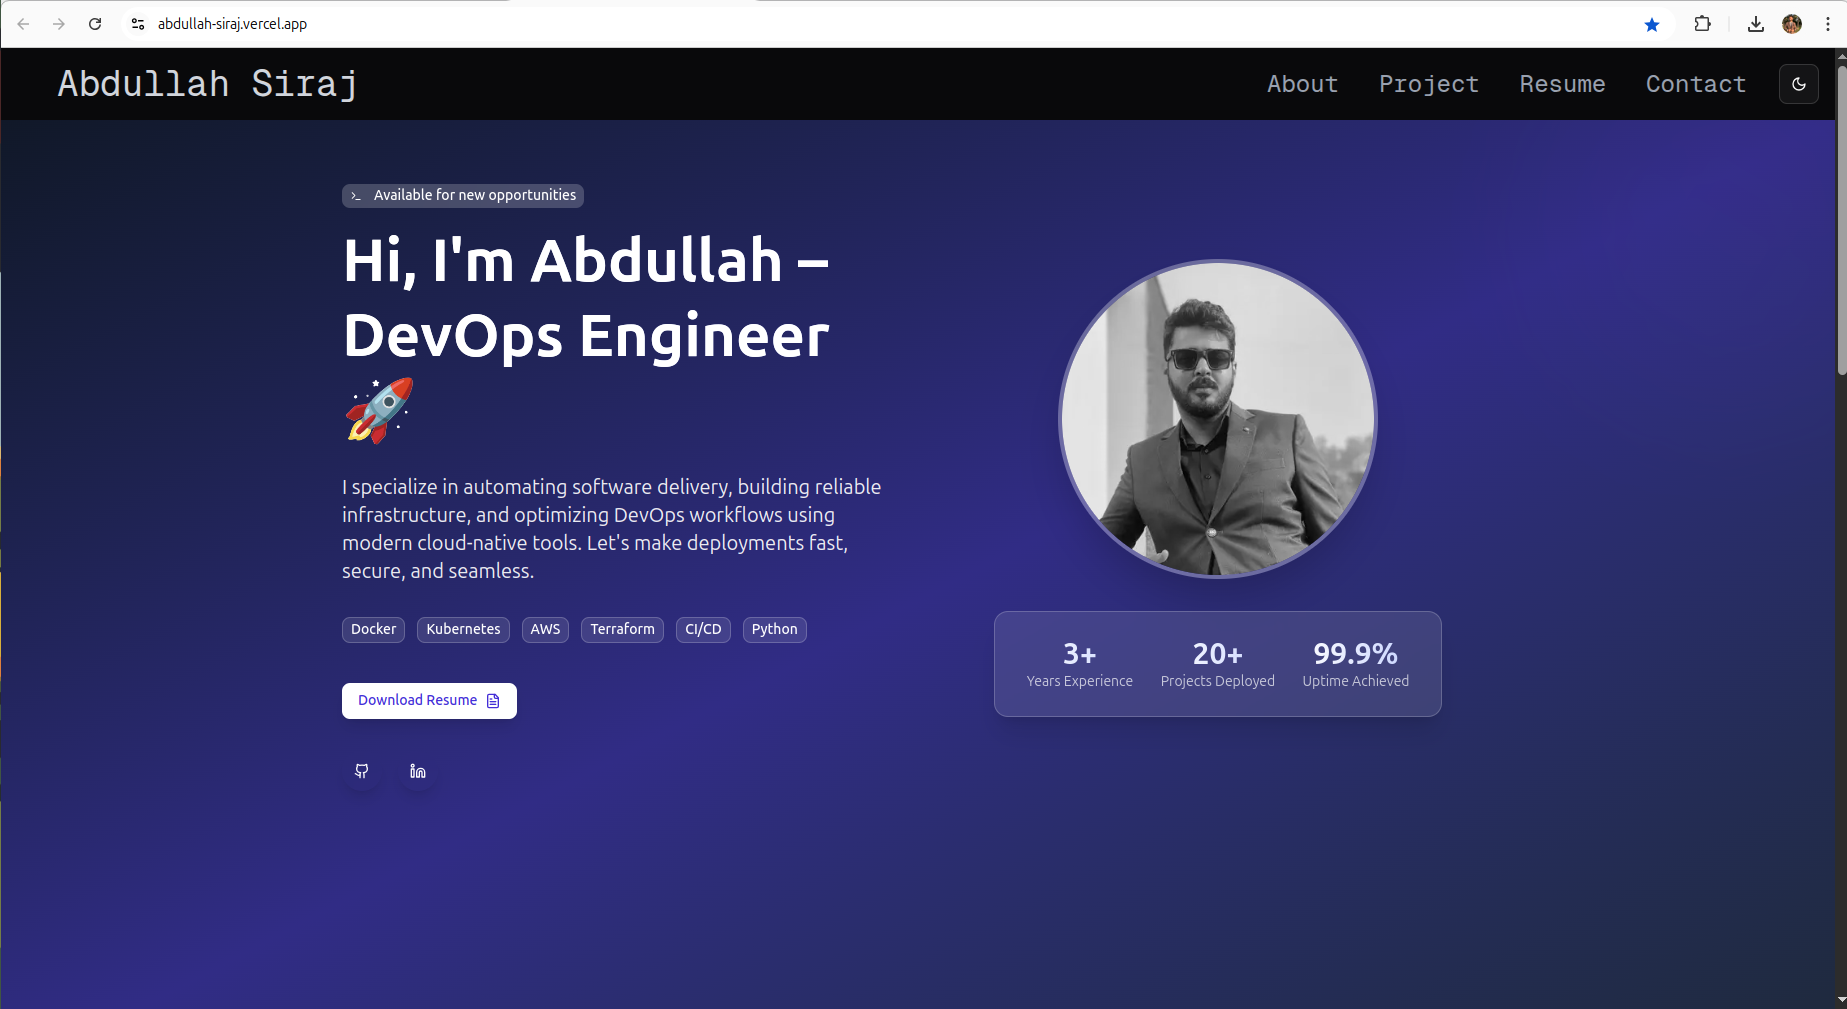 abdullah-siraj.vercel.app
Abdullah Siraj
About Project Resume Contact
Available for new opportunities
Hi, I'm Abdullah –
DevOps Engineer
🚀
I specialize in automating software delivery, building reliable
infrastructure, and optimizing DevOps workflows using
modern cloud-native tools. Let's make deployments fast,
secure, and seamless.
Docker Kubernetes AWS Terraform CI/CD Python
Download Resume
3+ 20+ 99.9%
Years Experience Projects Deployed Uptime Achieved